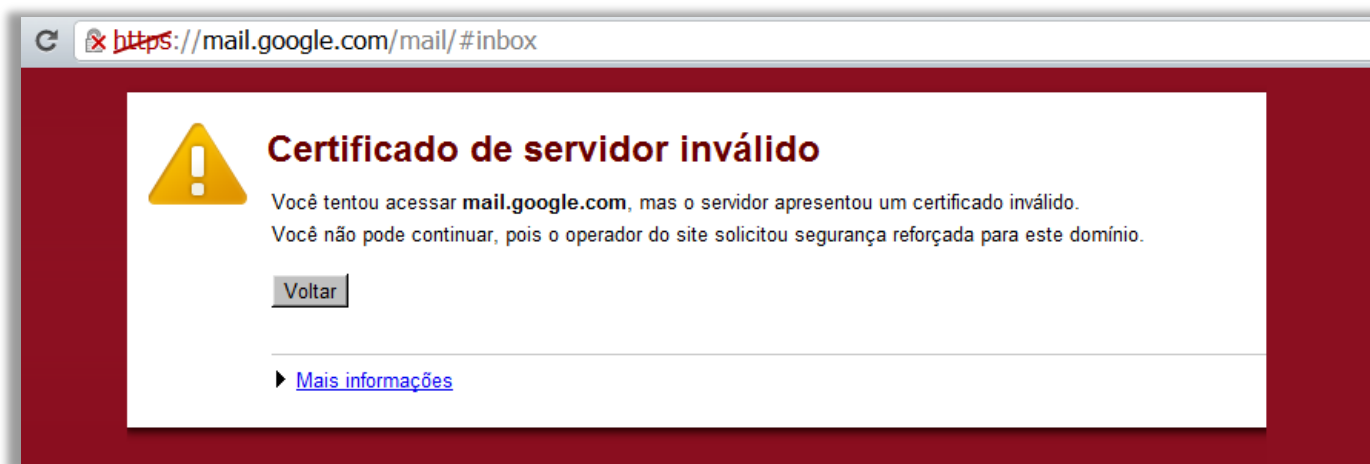 https://mail.google.com/mail/#inbox
Certificado de servidor inválido
Você tentou acessar mail.google.com, mas o servidor apresentou um certificado inválido.
Você não pode continuar, pois o operador do site solicitou segurança reforçada para este domínio.
Voltar
Mais informações